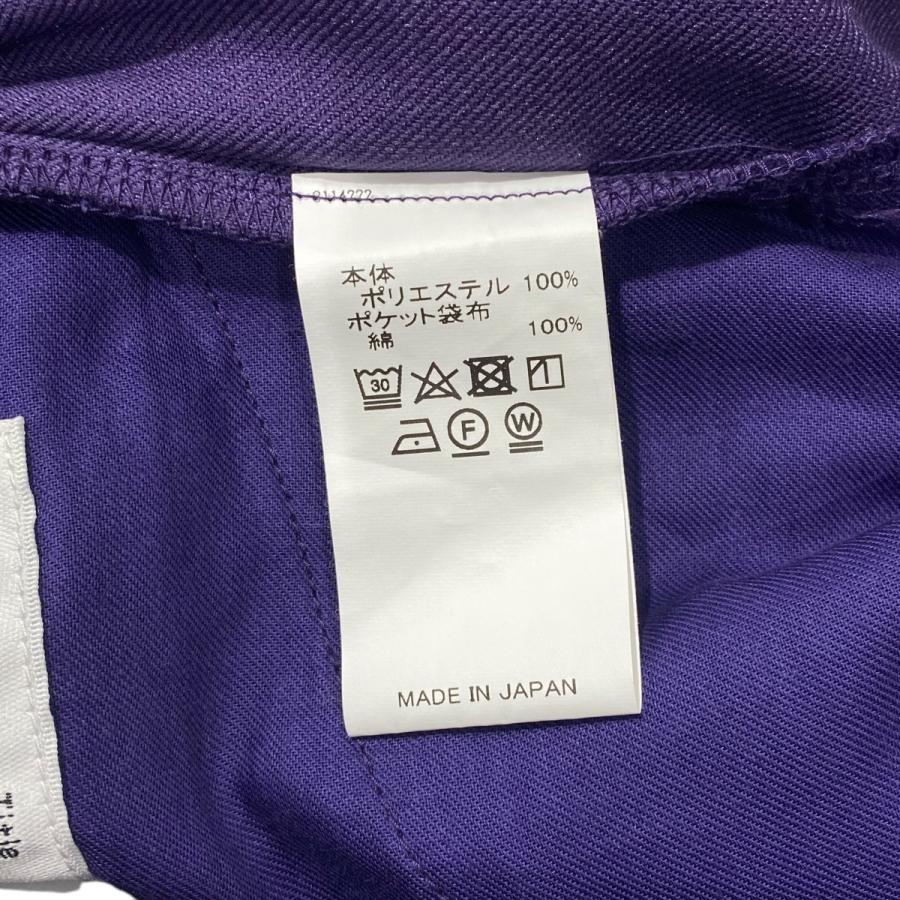 本体
ポリエステル 100%
ポケット袋布
綿 100%
30
F W
MADE IN JAPAN